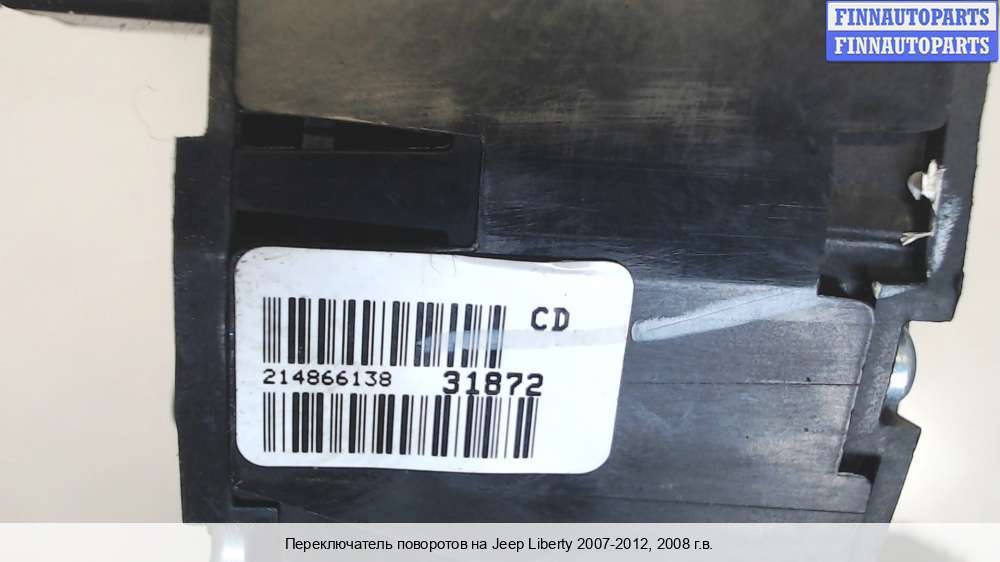 FINNAUTOPARTS
FINNAUTOPARTS
CD
214866138 31872
Переключатель поворотов на Jeep Liberty 2007-2012, 2008 г.в.